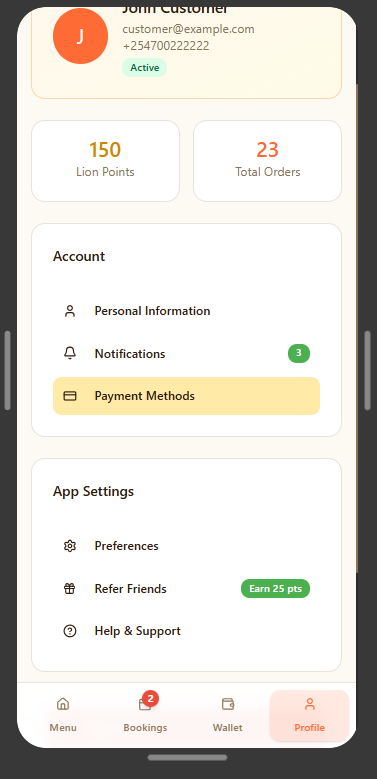 John Customer
J
customer@example.com
+254700222222
Active
150
Lion Points
23
Total Orders
Account
Personal Information
Notifications
3
Payment Methods
App Settings
Preferences
Refer Friends
Earn 25 pts
Help & Support
2
Menu
Bookings
Wallet
Profile